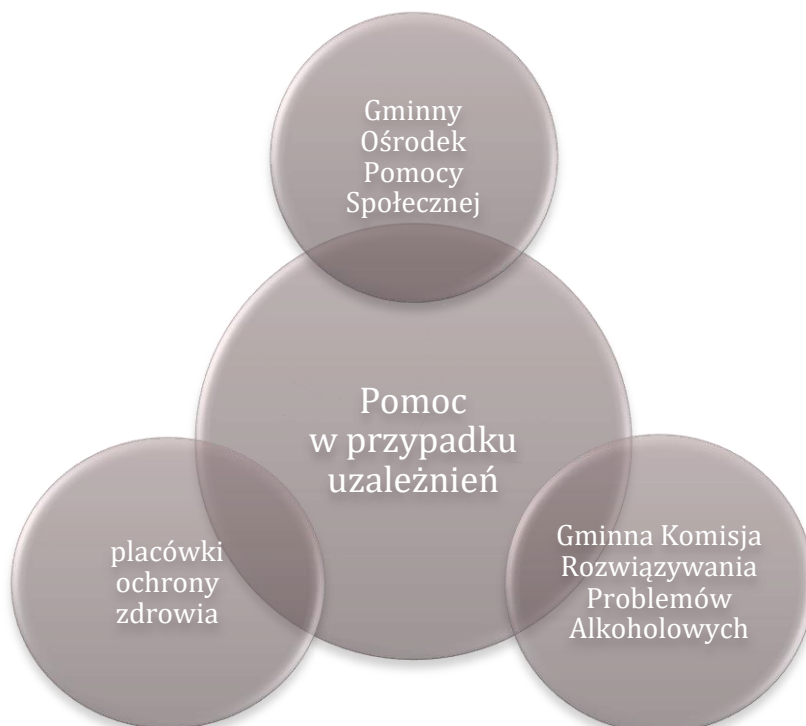 Gminny
Ośrodek
Pomocy
Społecznej
Pomoc
w przypadku
uzależnień
placówki
ochrony
zdrowia
Gminna Komisja
Rozwiązywania
Problemów
Alkoholowych